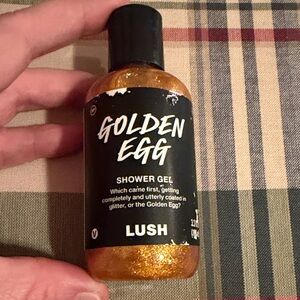 GOLDEN
EGG
SHOWER GEL
Which came first, getting
completely and utterly coated in
glitter, or the Golden Egg?
LUSH